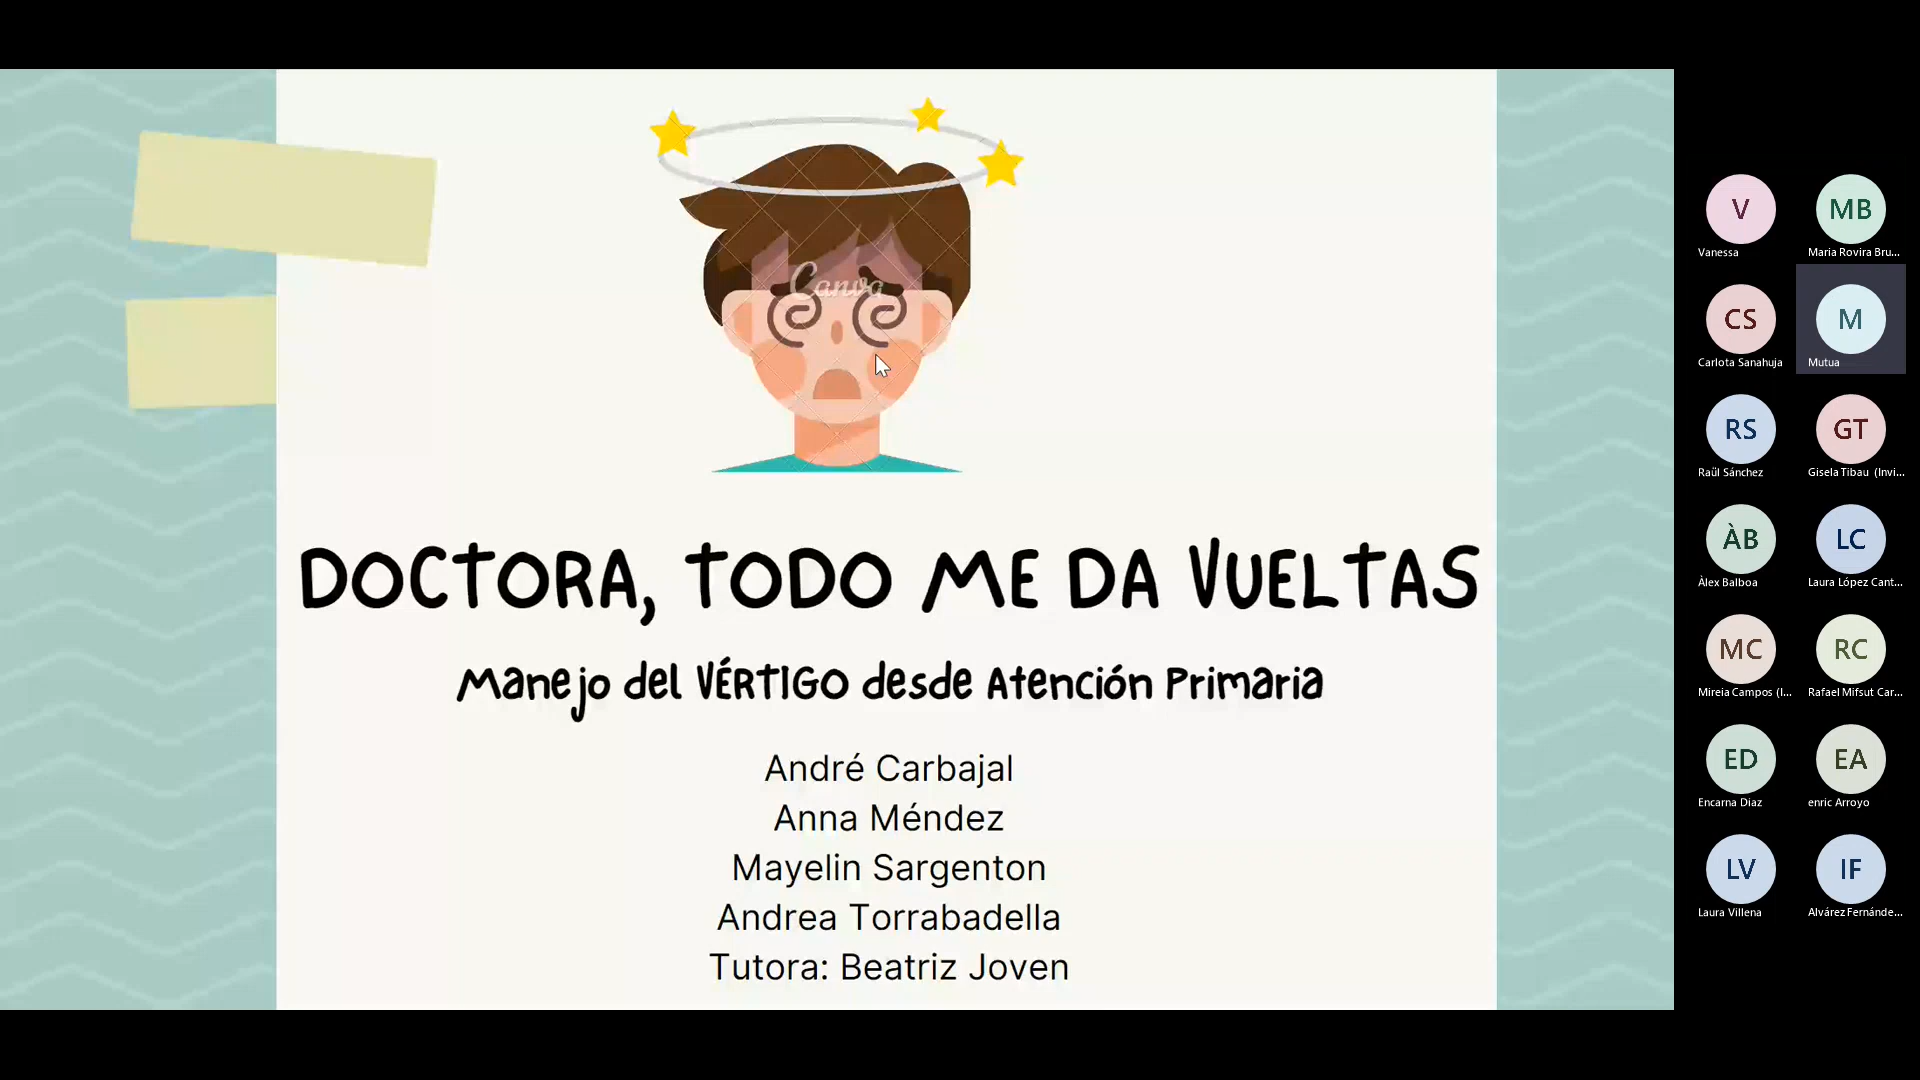 Canva
DOCTORA, TODO ME DA VUELTAS
Manejo del VÉRTIGO desde Atención Primaria
André Carbajal
Anna Méndez
Mayelin Sargenton
Andrea Torrabadella
Tutora: Beatriz Joven
V
Vanessa
MB
Maria Rovira Bru...
CS
Carlota Sanahuja
M
Mutua
RS
Raül Sánchez
GT
Gisela Tibau (Invi...
ÀB
Àlex Balboa
LC
Laura López Cant...
MC
Mireia Campos (I...
RC
Rafael Mifsut Car...
ED
Encarna Diaz
EA
enric Arroyo
LV
Laura Villena
IF
Alvárez Fernánde...